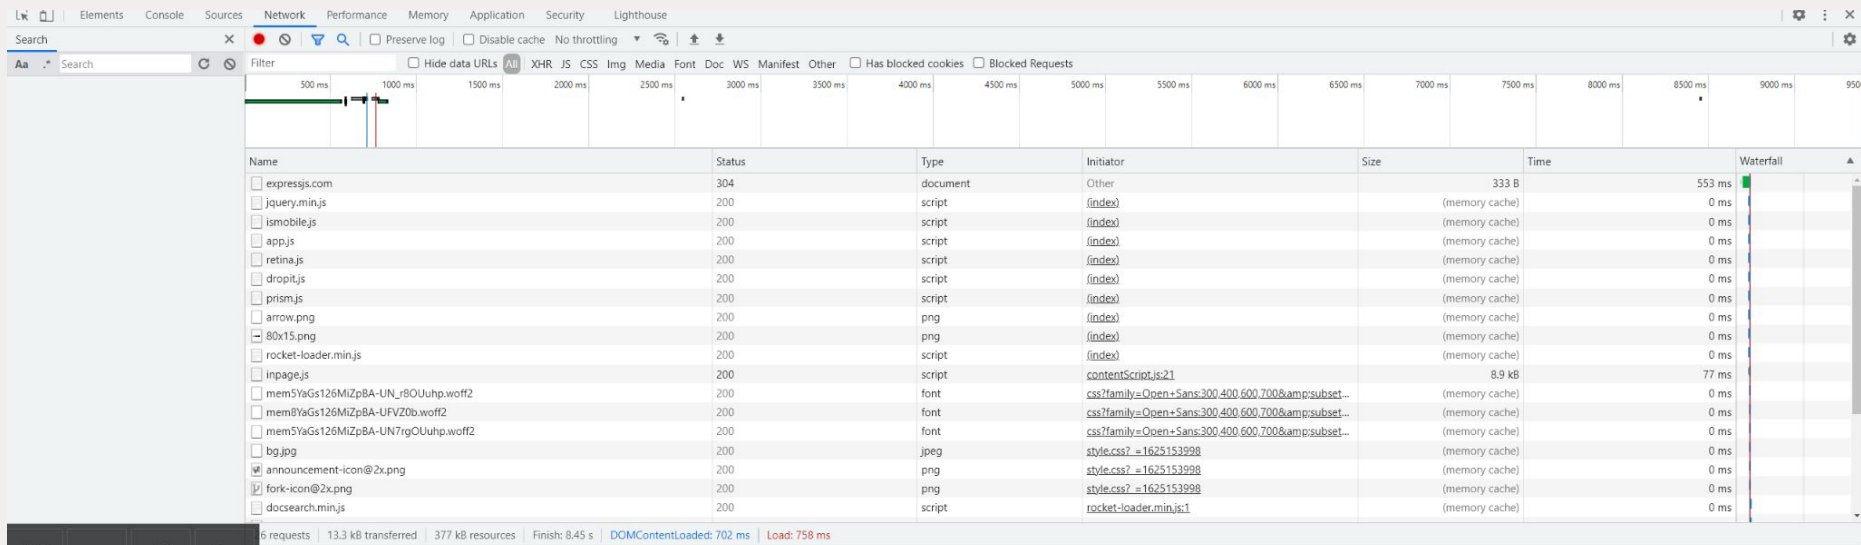 Elements Console Sources Network Performance Memory Application Security Lighthouse
Search Preserve log Disable cache No throttling
Aa .* Search Filter Hide data URLs All XHR JS CSS Img Media Font Doc WS Manifest Other Has blocked cookies Blocked Requests
500 ms 1000 ms 1500 ms 2000 ms 2500 ms 3000 ms 3500 ms 4000 ms 4500 ms 5000 ms 5500 ms 6000 ms 6500 ms 7000 ms 7500 ms 8000 ms 8500 ms 9000 ms 950
Name Status Type Initiator Size Time Waterfall
expressjs.com 304 document Other 333 B 553 ms
jquery.min.js 200 script (index) (memory cache) 0 ms
ismobile.js 200 script (index) (memory cache) 0 ms
app.js 200 script (index) (memory cache) 0 ms
retina.js 200 script (index) (memory cache) 0 ms
dropit.js 200 script (index) (memory cache) 0 ms
prism.js 200 script (index) (memory cache) 0 ms
arrow.png 200 png (index) (memory cache) 0 ms
80x15.png 200 png (index) (memory cache) 0 ms
rocket-loader.min.js 200 script (index) (memory cache) 0 ms
inpage.js 200 script contentScript.js:21 8.9 kB 77 ms
mem5YaGs126MiZpBA-UN_r8OUuhp.woff2 200 font css?family=Open+Sans:300,400,600,700&amp;subset... (memory cache) 0 ms
mem8YaGs126MiZpBA-UFVZ0b.woff2 200 font css?family=Open+Sans:300,400,600,700&amp;subset... (memory cache) 0 ms
mem5YaGs126MiZpBA-UN7rgOUuhp.woff2 200 font css?family=Open+Sans:300,400,600,700&amp;subset... (memory cache) 0 ms
bg.jpg 200 jpeg style.css?_=1625153998 (memory cache) 0 ms
announcement-icon@2x.png 200 png style.css?_=1625153998 (memory cache) 0 ms
fork-icon@2x.png 200 png style.css?_=1625153998 (memory cache) 0 ms
docsearch.min.js 200 script rocket-loader.min.js:1 (memory cache) 0 ms
6 requests 13.3 kB transferred 377 kB resources Finish: 8.45 s DOMContentLoaded: 702 ms Load: 758 ms